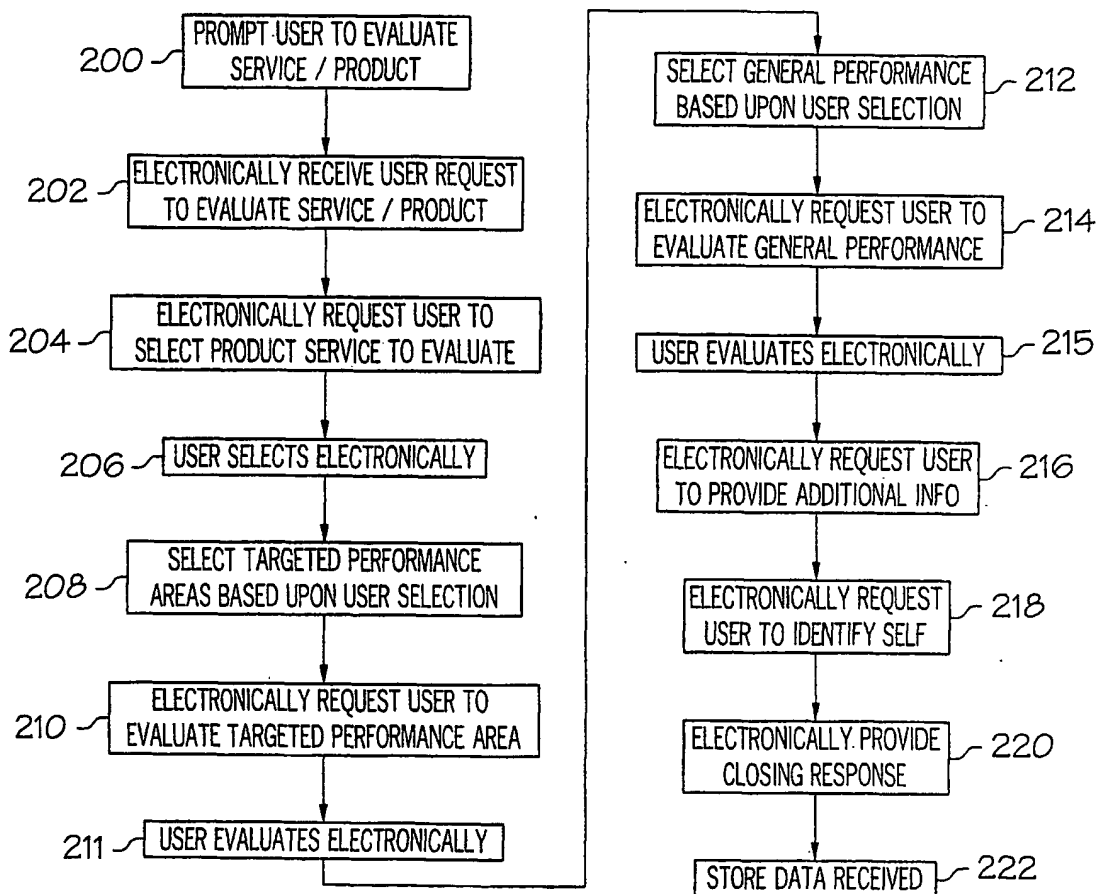 200
PROMPT USER TO EVALUATE
SERVICE / PRODUCT
202
ELECTRONICALLY RECEIVE USER REQUEST
TO EVALUATE SERVICE / PRODUCT
204
ELECTRONICALLY REQUEST USER TO
SELECT PRODUCT SERVICE TO EVALUATE
206
USER SELECTS ELECTRONICALLY
208
SELECT TARGETED PERFORMANCE
AREAS BASED UPON USER SELECTION
210
ELECTRONICALLY REQUEST USER TO
EVALUATE TARGETED PERFORMANCE AREA
211
USER EVALUATES ELECTRONICALLY
SELECT GENERAL PERFORMANCE
BASED UPON USER SELECTION
212
ELECTRONICALLY REQUEST USER TO
EVALUATE GENERAL PERFORMANCE
214
USER EVALUATES ELECTRONICALLY
215
ELECTRONICALLY REQUEST USER
TO PROVIDE ADDITIONAL INFO
216
ELECTRONICALLY REQUEST
USER TO IDENTIFY SELF
218
ELECTRONICALLY PROVIDE
CLOSING RESPONSE
220
STORE DATA RECEIVED
222